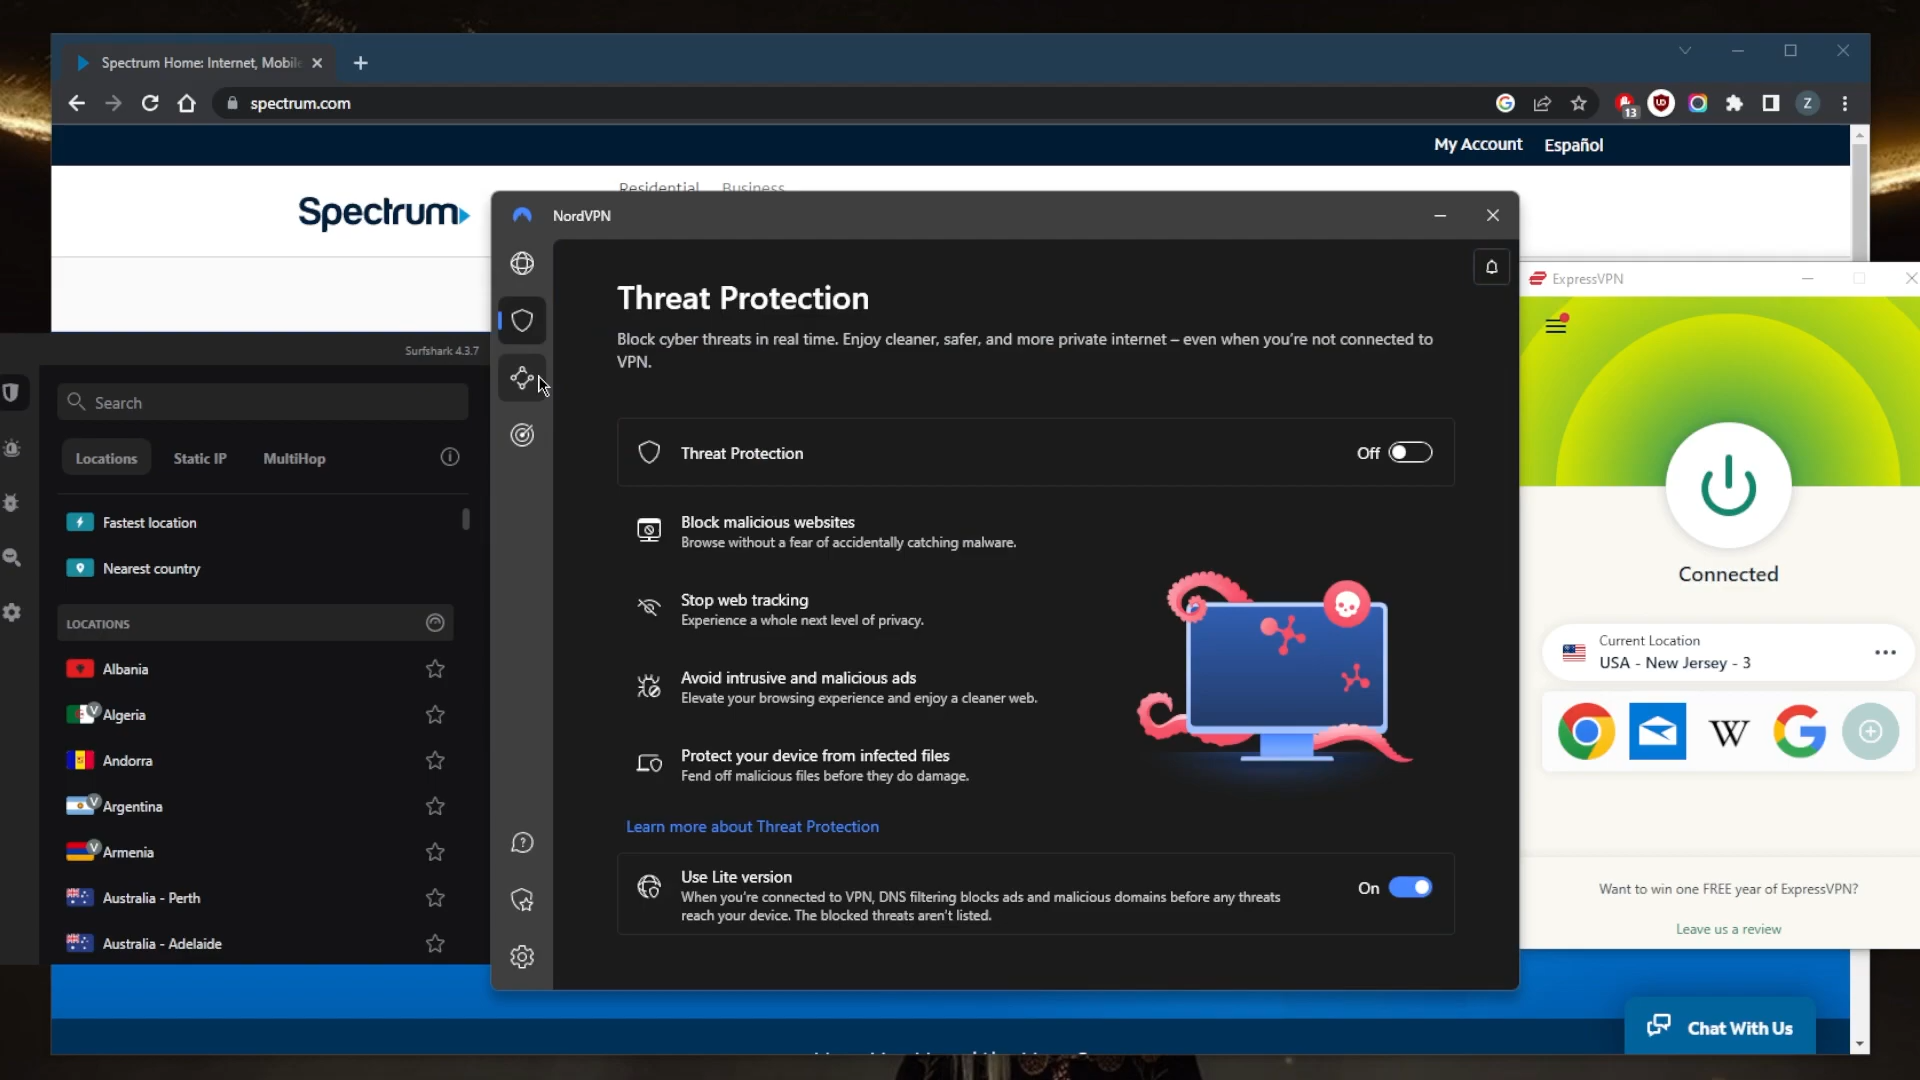 Spectrum Home: Internet, Mobile
spectrum.com
13
Z
My Account Español
Residential Business
Spectrum
NordVPN
Threat Protection
Block cyber threats in real time. Enjoy cleaner, safer, and more private internet – even when you're not connected to
VPN.
Threat Protection
Off
Block malicious websites
Browse without a fear of accidentally catching malware.
Stop web tracking
Experience a whole next level of privacy.
Avoid intrusive and malicious ads
Elevate your browsing experience and enjoy a cleaner web.
Protect your device from infected files
Fend off malicious files before they do damage.
Learn more about Threat Protection
Use Lite version
When you're connected to VPN, DNS filtering blocks ads and malicious domains before any threats
reach your device. The blocked threats aren't listed.
On
Surfshark 4.3.7
Search
Locations Static IP MultiHop
Fastest location
Nearest country
LOCATIONS
Albania
V
Algeria
Andorra
V
Argentina
V
Armenia
Australia - Perth
Australia - Adelaide
ExpressVPN
Connected
Current Location
USA - New Jersey - 3
W
Want to win one FREE year of ExpressVPN?
Leave us a review
Chat With Us